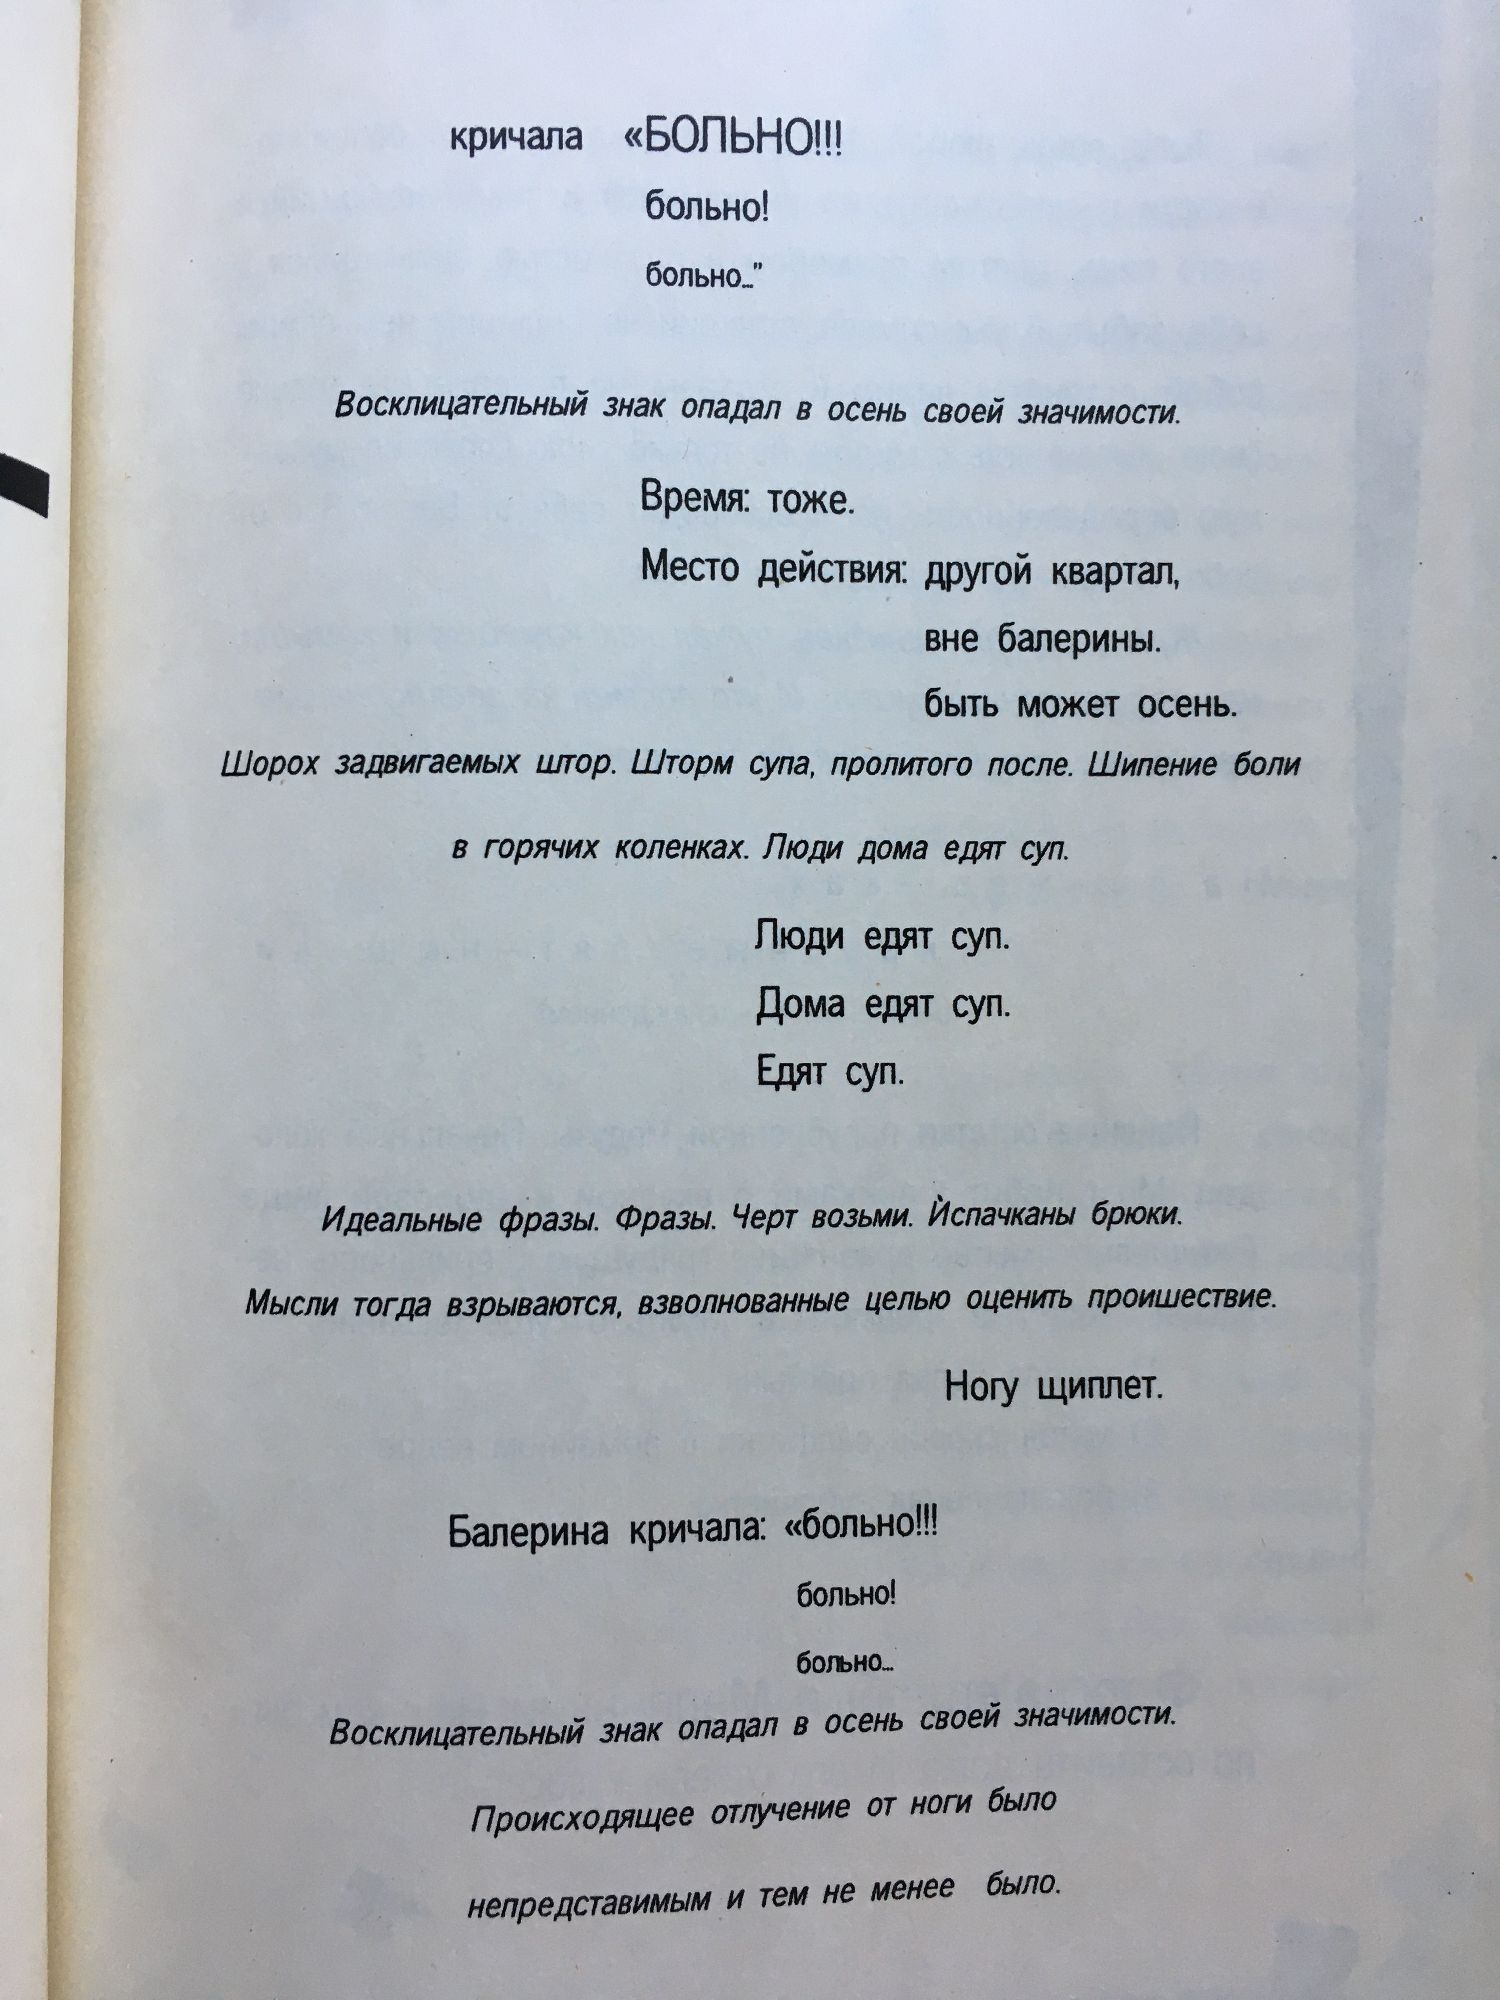 кричала «БОЛЬНО!!!
больно!
больно..."
Восклицательный знак опадал в осень своей значимости.
Время: тоже.
Место действия: другой квартал,
вне балерины.
быть может осень.
Шорох задвигаемых штор. Шторм супа, пролитого после. Шипение боли
в горячих коленках. Люди дома едят суп.
Люди едят суп.
Дома едят суп.
Едят суп.
Идеальные фразы. Фразы. Черт возьми. Йспачканы брюки.
Мысли тогда взрываются, взволнованные целью оценить проишествие.
Ногу щиплет.
Балерина кричала: «больно!!!
больно!
больно...
Восклицательный знак опадал в осень своей значимости.
Происходящее отлучение от ноги было
непредставимым и тем не менее было.